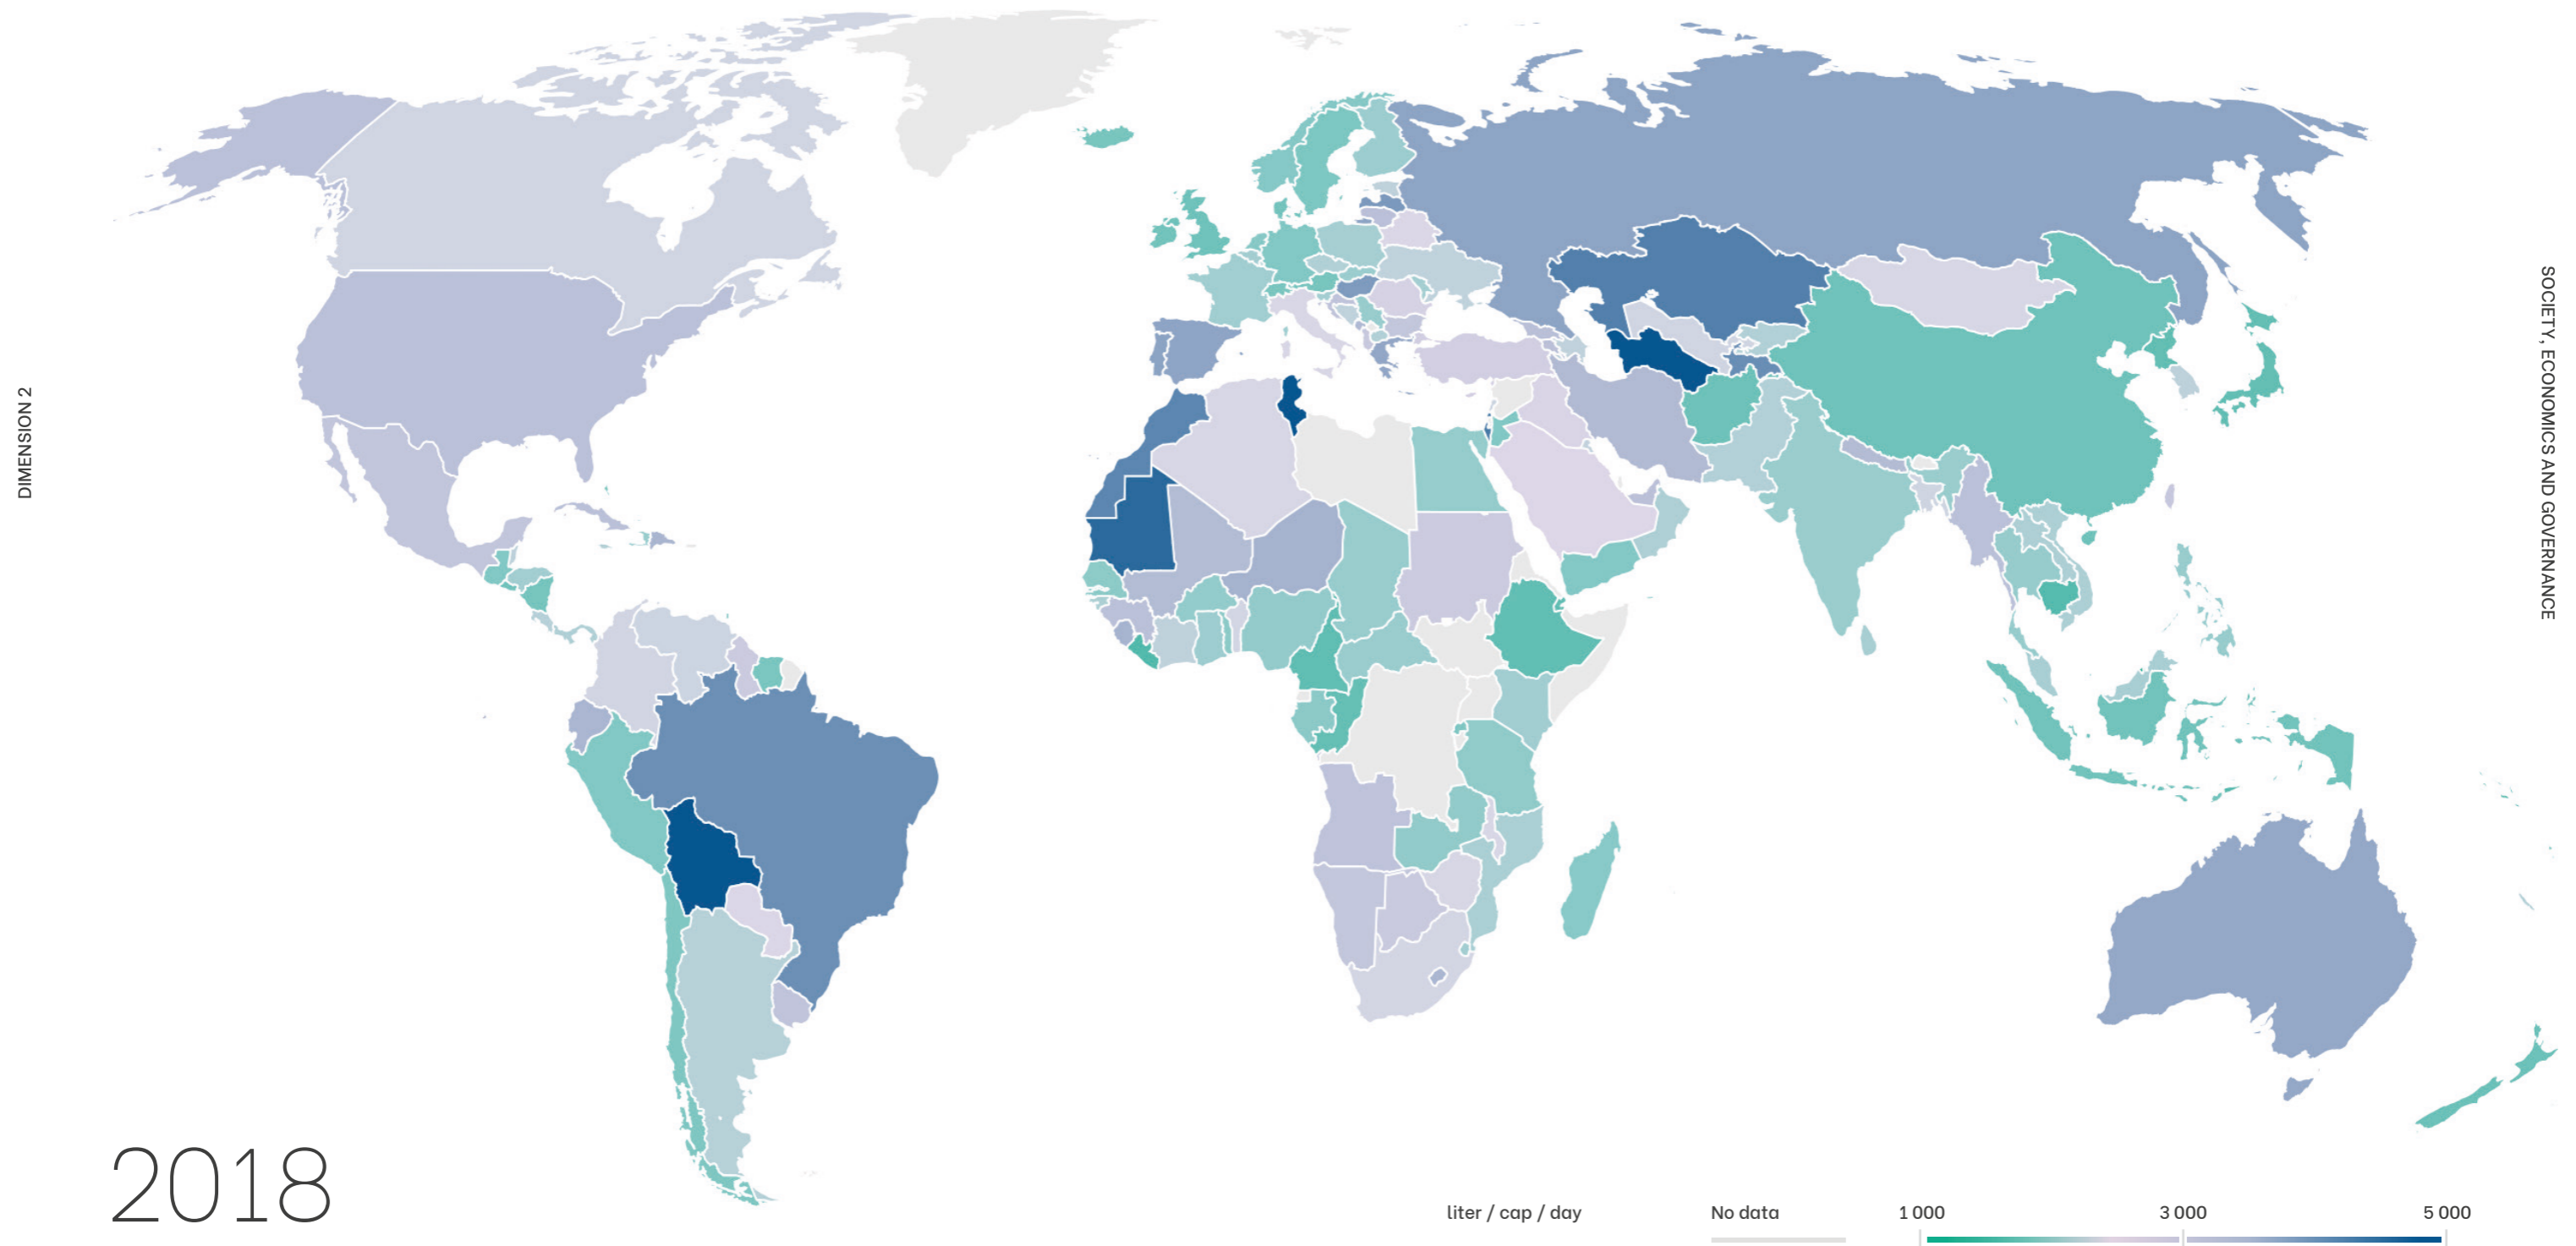 DIMENSION 2
SOCIETY, ECONOMICS AND GOVERNANCE
2018
liter / cap / day
No data
1 000
3 000
5 000